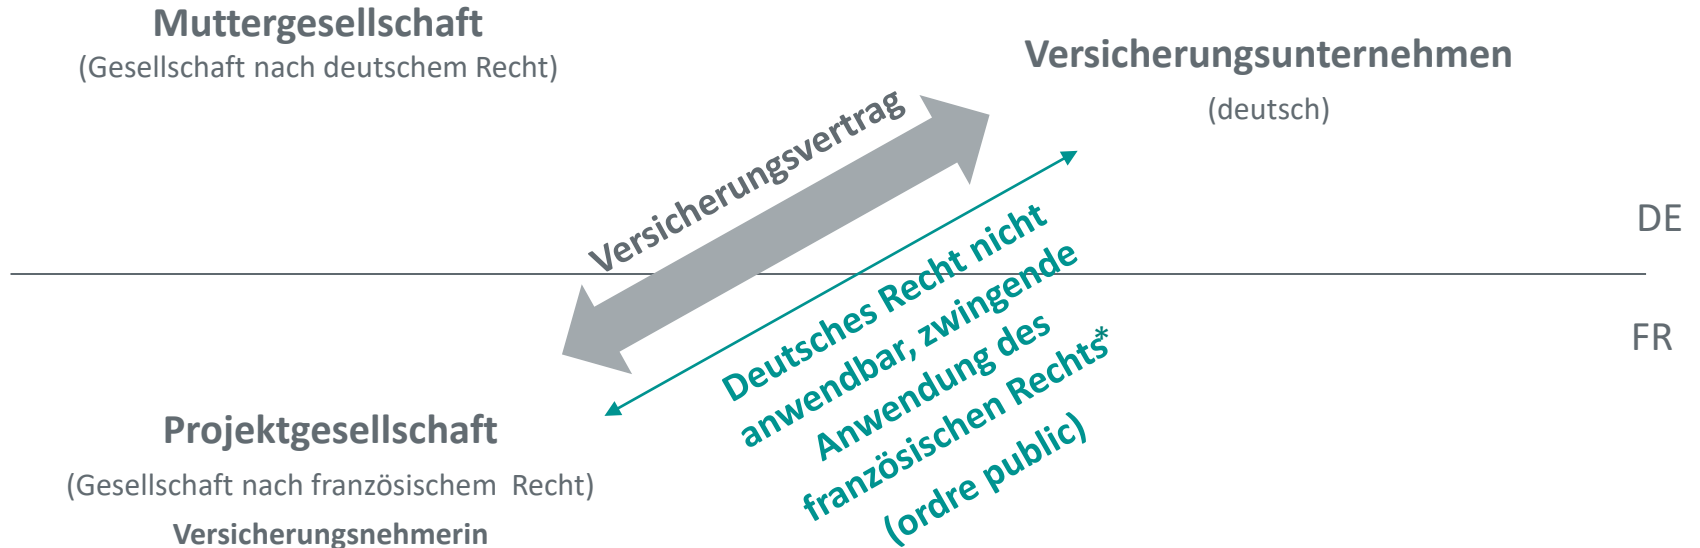 Muttergesellschaft
(Gesellschaft nach deutschem Recht)
Versicherungsunternehmen
(deutsch)
Versicherungsvertrag
DE
FR
Deutsches Recht nicht
anwendbar, zwingende
Anwendung des
französischen Rechts*
(ordre public)
Projektgesellschaft
(Gesellschaft nach französischem Recht)
Versicherungsnehmerin